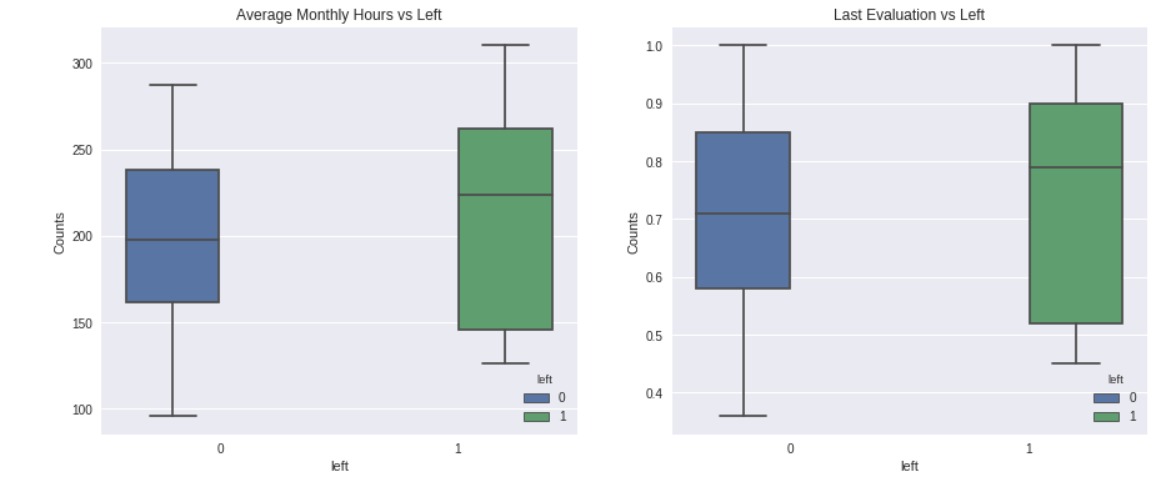 Average Monthly Hours vs Left
300
250
200
150
100
Counts
0
1
left
left
0
1
Last Evaluation vs Left
1.0
0.9
0.8
0.7
0.6
0.5
0.4
Counts
0
1
left
left
0
1